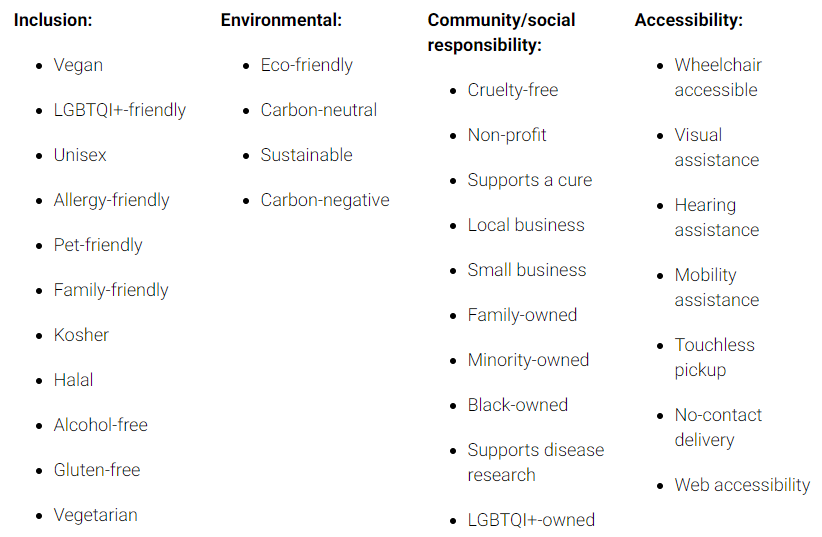 Inclusion:
Vegan
LGBTQI+-friendly
Unisex
Allergy-friendly
Pet-friendly
Family-friendly
Kosher
Halal
Alcohol-free
Gluten-free
Vegetarian
Environmental:
Eco-friendly
Carbon-neutral
Sustainable
Carbon-negative
Community/social
responsibility:
Cruelty-free
Non-profit
Supports a cure
Local business
Small business
Family-owned
Minority-owned
Black-owned
Supports disease
research
LGBTQI+-owned
Accessibility:
Wheelchair
accessible
Visual
assistance
Hearing
assistance
Mobility
assistance
Touchless
pickup
No-contact
delivery
Web accessibility